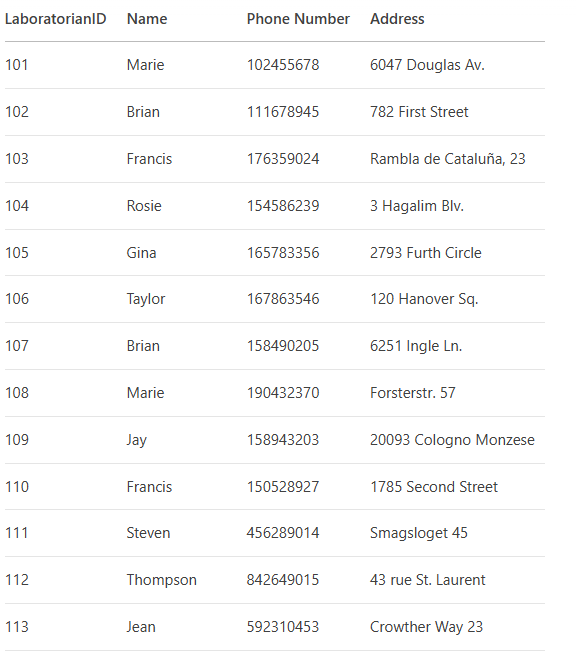 LaboratorianID Name Phone Number Address
101 Marie 102455678 6047 Douglas Av.
102 Brian 111678945 782 First Street
103 Francis 176359024 Rambla de Cataluña, 23
104 Rosie 154586239 3 Hagalim Blv.
105 Gina 165783356 2793 Furth Circle
106 Taylor 167863546 120 Hanover Sq.
107 Brian 158490205 6251 Ingle Ln.
108 Marie 190432370 Forsterstr. 57
109 Jay 158943203 20093 Cologno Monzese
110 Francis 150528927 1785 Second Street
111 Steven 456289014 Smagsloget 45
112 Thompson 842649015 43 rue St. Laurent
113 Jean 592310453 Crowther Way 23